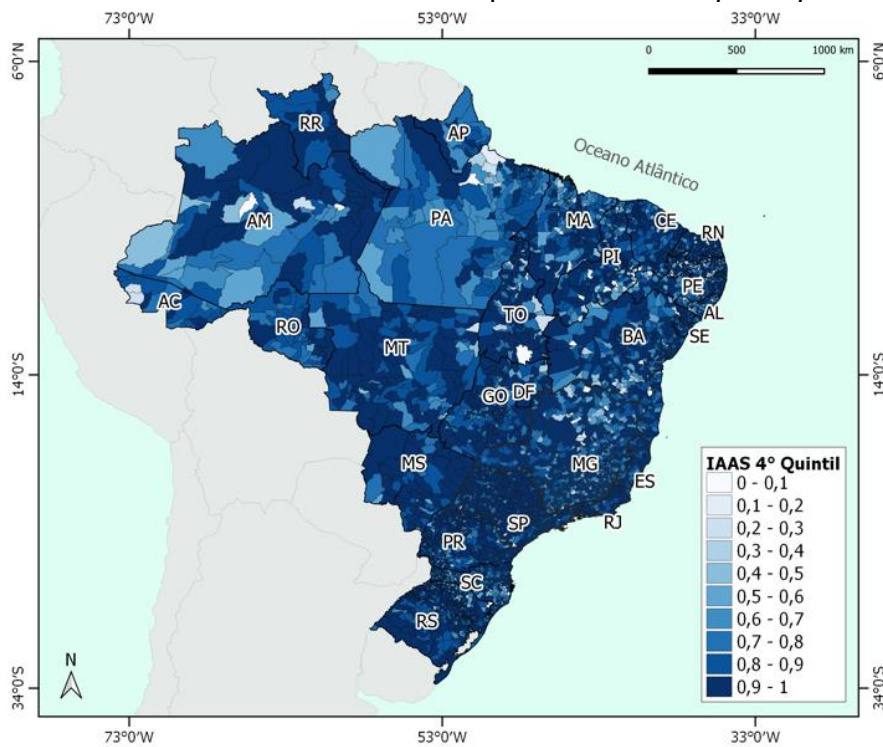 73°0'W 53°0'W 33°0'W
6°0'N 6°0'N
0 500 1000 km
RR
AP
Oceano Atlântico
AM
PA
MA
CE
RN
PI
PE
AC
TO
AL
RO
BA
SE
MT
14°0'S 14°0'S
GO
DF
MS
MG
ES
SP
RJ
PR
SC
RS
IAAS 4° Quintil
0 - 0,1
0,1 - 0,2
0,2 - 0,3
0,3 - 0,4
0,4 - 0,5
0,5 - 0,6
0,6 - 0,7
0,7 - 0,8
0,8 - 0,9
0,9 - 1
N
34°0'S 34°0'S
73°0'W 53°0'W 33°0'W